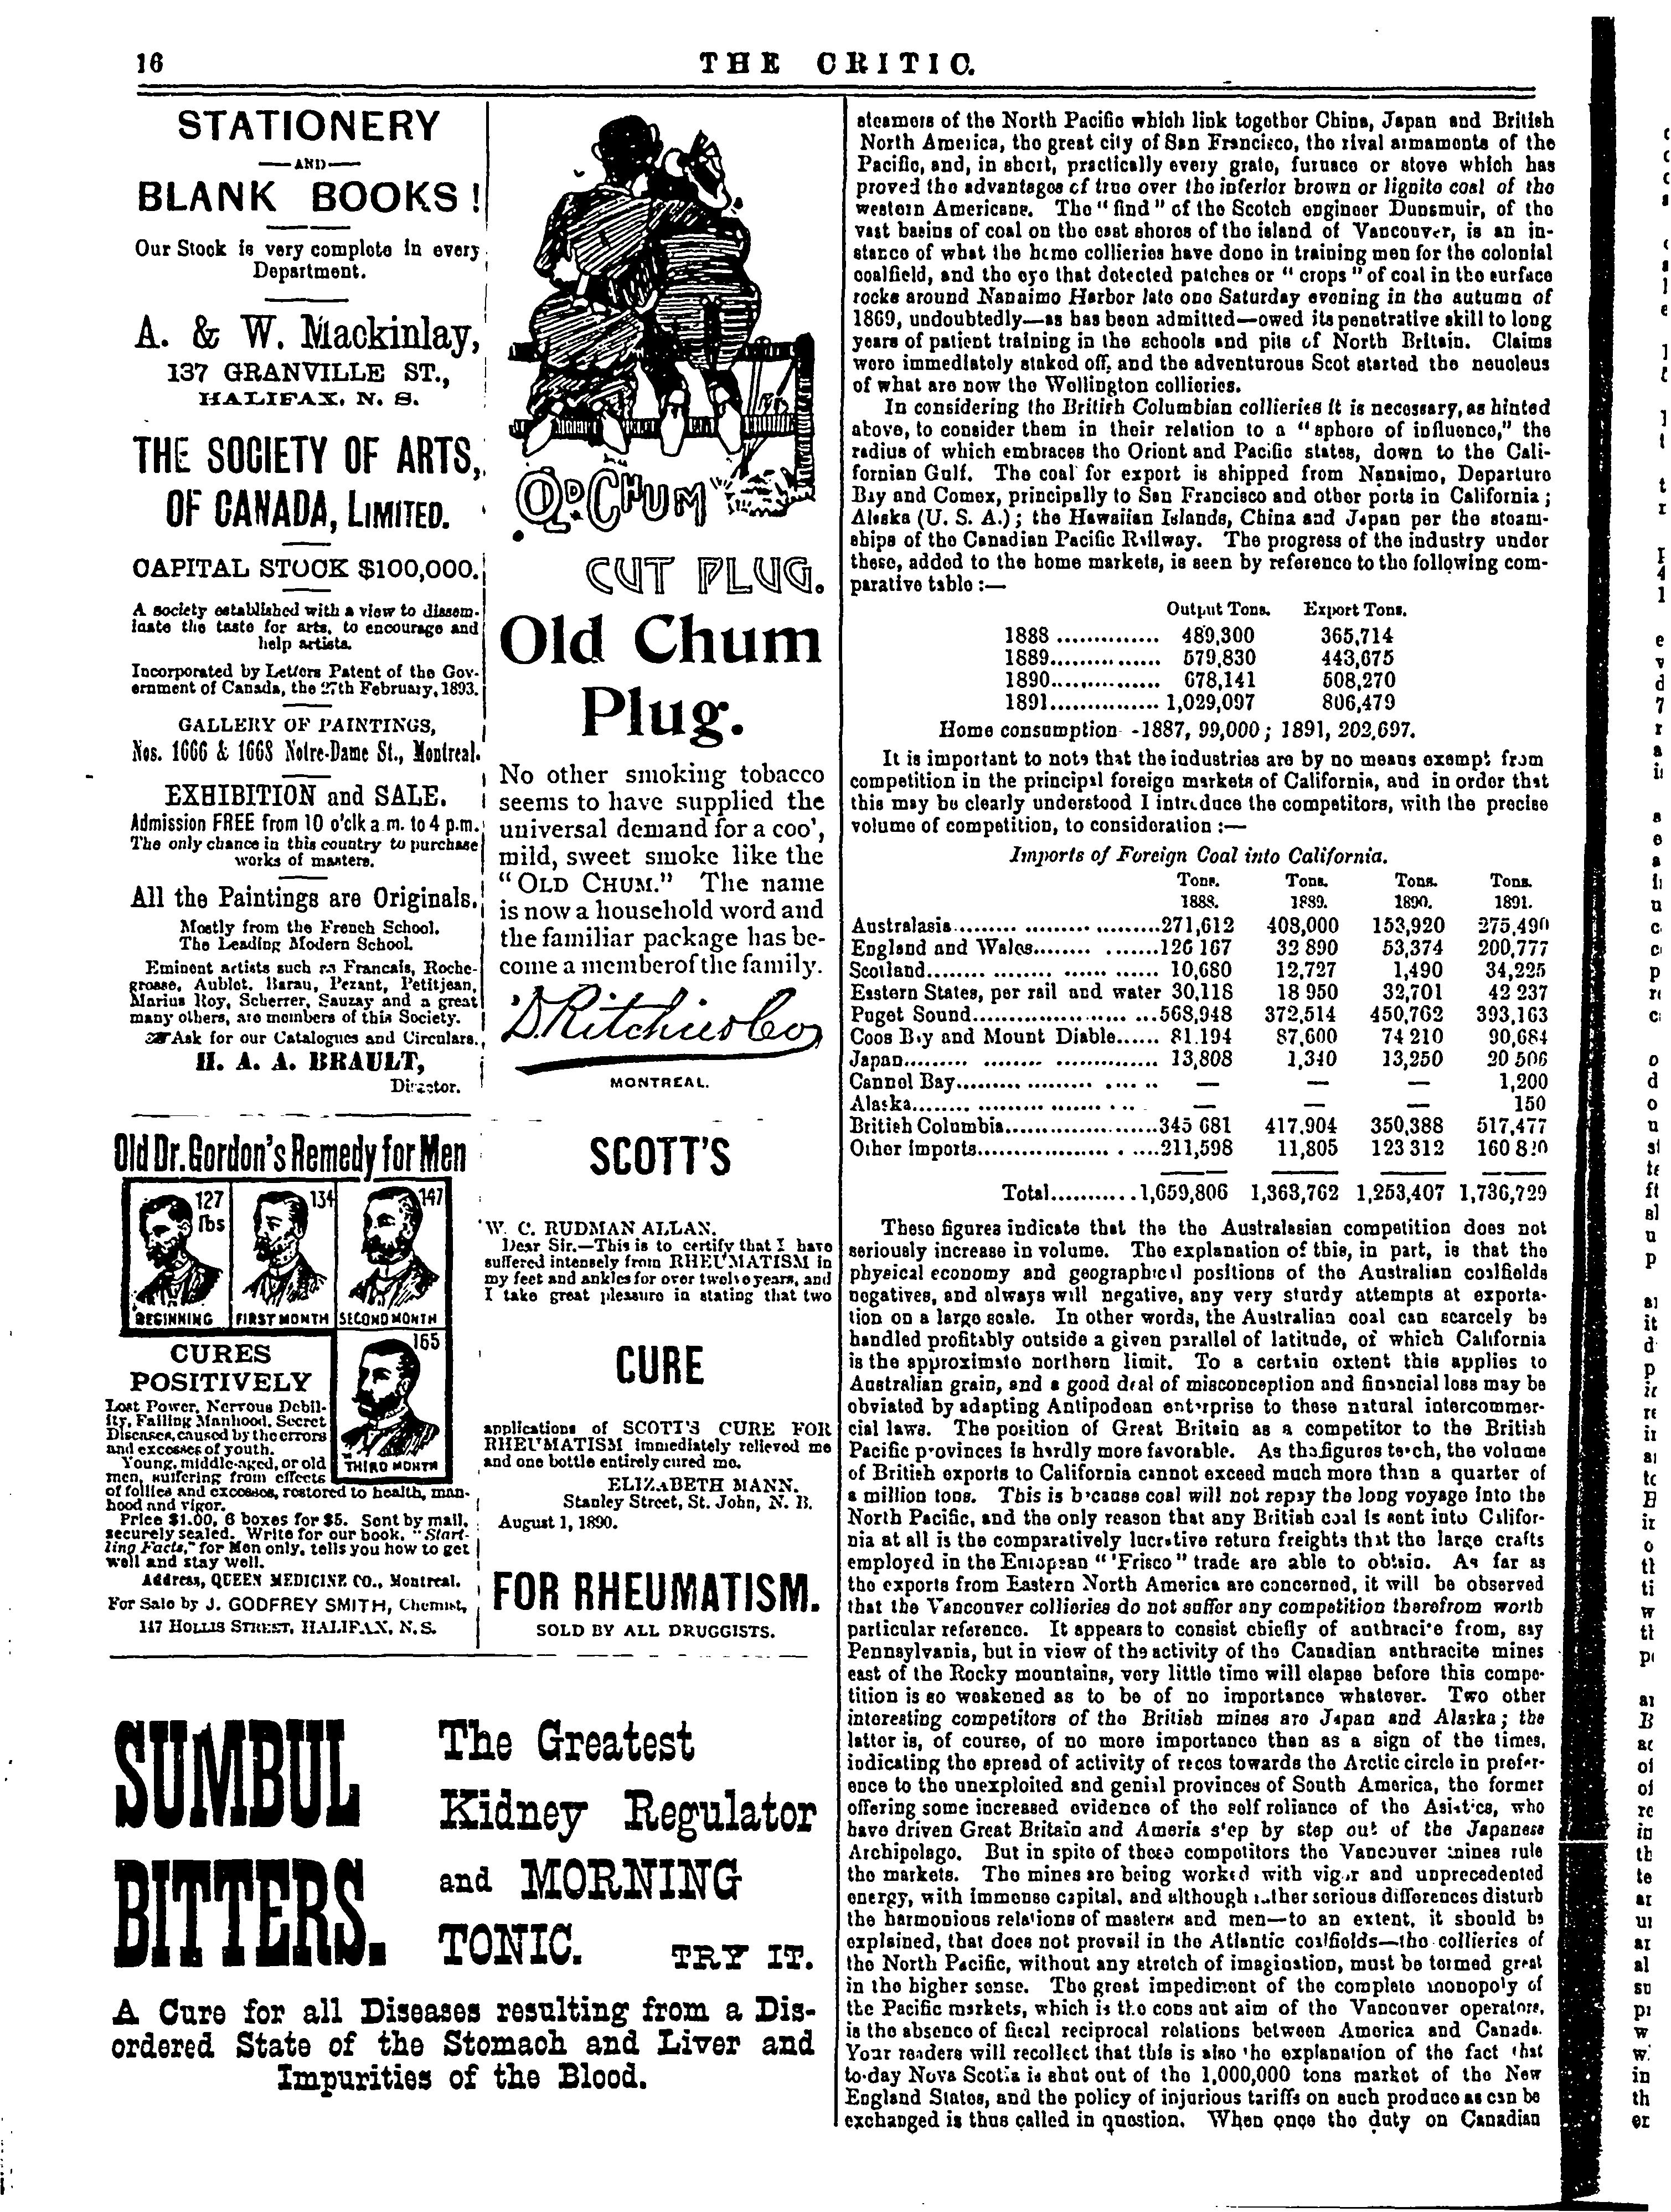 16
THE CRITIC.
STATIONERY
—AND—
BLANK BOOKS!
Our Stock is very complete in every
Department.
A. & W. Mackinlay,
137 GRANVILLE ST.,
HALIFAX, N. S.
THE SOCIETY OF ARTS,
OF CANADA, LIMITED.
CAPITAL STOCK $100,000.
A society established with a view to dissem-
inate the taste for arts, to encourage and
help artists.
Incorporated by Letters Patent of the Gov-
ernment of Canada, the 27th February, 1893.
GALLERY OF PAINTINGS,
Nos. 1666 & 1668 Notre-Dame St., Montreal.
EXHIBITION and SALE.
Admission FREE from 10 o'clk a.m. to 4 p.m.
The only chance in this country to purchase
works of masters.
All the Paintings are Originals.
Mostly from the French School.
The Leading Modern School.
Eminent artists such as Francais, Roche-
grosse, Aublet, Barau, Pezant, Petitjean,
Marius Roy, Scherrer, Sauzay and a great
many others, are members of this Society.
☞Ask for our Catalogues and Circulars.
H. A. A. BRAULT,
Director.
Old Dr. Gordon's Remedy for Men
127 lbs
134
147
BEGINNING
FIRST MONTH
SECOND MONTH
165
THIRD MONTH
CURES
POSITIVELY
Lost Power, Nervous Debil-
ity, Failing Manhood, Secret
Diseases, caused by the errors
and excesses of youth.
Young, middle-aged, or old
men, suffering from effects
of follies and excesses, restored to health, man-
hood and vigor.
Price $1.00, 6 boxes for $5. Sent by mail,
securely sealed. Write for our book, "Start-
ling Facts," for Men only, tells you how to get
well and stay well.
Address, QUEEN MEDICINE CO., Montreal.
For Sale by J. GODFREY SMITH, Chemist,
147 HOLLIS STREET, HALIFAX, N.S.
OLD CHUM
CUT PLUG.
Old Chum
Plug.
No other smoking tobacco
seems to have supplied the
universal demand for a coo',
mild, sweet smoke like the
"OLD CHUM." The name
is now a household word and
the familiar package has be-
come a member of the family.
D. Ritchie & Co
MONTREAL.
SCOTT'S
W. C. RUDMAN ALLAN.
Dear Sir.—This is to certify that I have
suffered intensely from RHEUMATISM in
my feet and ankles for over twelve years, and
I take great pleasure in stating that two
CURE
applications of SCOTT'S CURE FOR
RHEUMATISM immediately relieved me
and one bottle entirely cured me.
ELIZABETH MANN.
Stanley Street, St. John, N. B.
August 1, 1890.
FOR RHEUMATISM.
SOLD BY ALL DRUGGISTS.
SUMBUL
BITTERS.
The Greatest
Kidney Regulator
and MORNING
TONIC. TRY IT.
A Cure for all Diseases resulting from a Dis-
ordered State of the Stomach and Liver and
Impurities of the Blood.
steamers of the North Pacific which link together China, Japan and British
North America, the great city of San Francisco, the rival armaments of the
Pacific, and, in short, practically every grate, furnace or stove which has
proved the advantages of true over the inferior brown or lignite coal of the
western Americans. The "find" of the Scotch engineer Dunsmuir, of the
vast basins of coal on the east shores of the island of Vancouver, is an in-
stance of what the home collieries have done in training men for the colonial
coalfield, and the eye that detected patches or "crops" of coal in the surface
rocks around Nanaimo Harbor late one Saturday evening in the autumn of
1869, undoubtedly—as has been admitted—owed its penetrative skill to long
years of patient training in the schools and pits of North Britain. Claims
were immediately staked off, and the adventurous Scot started the neucleus
of what are now the Wellington collieries.
In considering the British Columbian collieries it is necessary, as hinted
above, to consider them in their relation to a "sphere of influence," the
radius of which embraces the Orient and Pacific states, down to the Cali-
fornian Gulf. The coal for export is shipped from Nanaimo, Departure
Bay and Comox, principally to San Francisco and other ports in California;
Alaska (U. S. A.); the Hawaiian Islands, China and Japan per the steam-
ships of the Canadian Pacific Railway. The progress of the industry under
these, added to the home markets, is seen by reference to the following com-
parative table :—
Output Tons. Export Tons.
1888 .............. 489,300 365,714
1889............... 579,830 443,675
1890............... 678,141 508,270
1891............... 1,029,097 806,479
Home consumption -1887, 99,000; 1891, 202,697.
It is important to note that the industries are by no means exempt from
competition in the principal foreign markets of California, and in order that
this may be clearly understood I introduce the competitors, with the precise
volume of competition, to consideration :—
Imports of Foreign Coal into California.
Tons. Tons. Tons. Tons.
1888. 1889. 1890. 1891.
Australasia.....................271,612 408,000 153,920 275,490
England and Wales...............126 167 32 890 53,374 200,777
Scotland........................ 10,680 12,727 1,490 34,225
Eastern States, per rail and water 30,118 18 950 32,701 42 237
Puget Sound.....................568,948 372,514 450,762 393,163
Coos Bay and Mount Diable...... 81.194 87,600 74 210 90,684
Japan........................... 13,808 1,340 13,250 20 506
Cannel Bay...................... — — — 1,200
Alaska.......................... — — — 150
British Columbia................345 681 417,904 350,388 517,477
Other Imports...................211,598 11,805 123 312 160 820
Total...........1,659,806 1,363,762 1,253,407 1,736,729
These figures indicate that the the Australasian competition does not
seriously increase in volume. The explanation of this, in part, is that the
physical economy and geographical positions of the Australian coalfields
negatives, and always will negative, any very sturdy attempts at exporta-
tion on a large scale. In other words, the Australian coal can scarcely be
handled profitably outside a given parallel of latitude, of which California
is the approximate northern limit. To a certain extent this applies to
Australian grain, and a good deal of misconception and financial loss may be
obviated by adapting Antipodean enterprise to these natural intercommer-
cial laws. The position of Great Britain as a competitor to the British
Pacific provinces is hardly more favorable. As the figures teach, the volume
of British exports to California cannot exceed much more than a quarter of
a million tons. This is because coal will not repay the long voyage into the
North Pacific, and the only reason that any British coal is sent into Califor-
nia at all is the comparatively lucrative return freights that the large crafts
employed in the European "'Frisco" trade are able to obtain. As far as
the exports from Eastern North America are concerned, it will be observed
that the Vancouver collieries do not suffer any competition therefrom worth
particular reference. It appears to consist chiefly of anthracite from, say
Pennsylvania, but in view of the activity of the Canadian anthracite mines
east of the Rocky mountains, very little time will elapse before this compe-
tition is so weakened as to be of no importance whatever. Two other
interesting competitors of the British mines are Japan and Alaska; the
latter is, of course, of no more importance than as a sign of the times,
indicating the spread of activity of races towards the Arctic circle in prefer-
ence to the unexploited and genial provinces of South America, the former
offering some increased evidence of the self reliance of the Asiatics, who
have driven Great Britain and Ameria step by step out of the Japanese
Archipelago. But in spite of these competitors the Vancouver mines rule
the markets. The mines are being worked with vigor and unprecedented
energy, with immense capital, and although rather serious differences disturb
the harmonious relations of masters and men—to an extent, it should be
explained, that does not prevail in the Atlantic coalfields—the collieries of
the North Pacific, without any stretch of imagination, must be termed great
in the higher sense. The great impediment of the complete monopoly of
the Pacific markets, which is the constant aim of the Vancouver operators,
is the absence of fiscal reciprocal relations between America and Canada.
Your readers will recollect that this is also the explanation of the fact that
to-day Nova Scotia is shut out of the 1,000,000 tons market of the New
England States, and the policy of injurious tariffs on such produce as can be
exchanged is thus called in question. When once the duty on Canadian